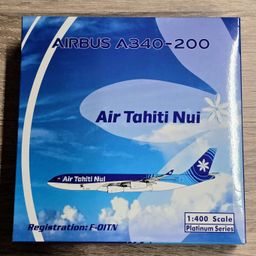 AIRBUS A340-200
Air Tahiti Nui
Air Tahiti Nui
1:400 Scale
Registration: F-OITN
Platinum Series